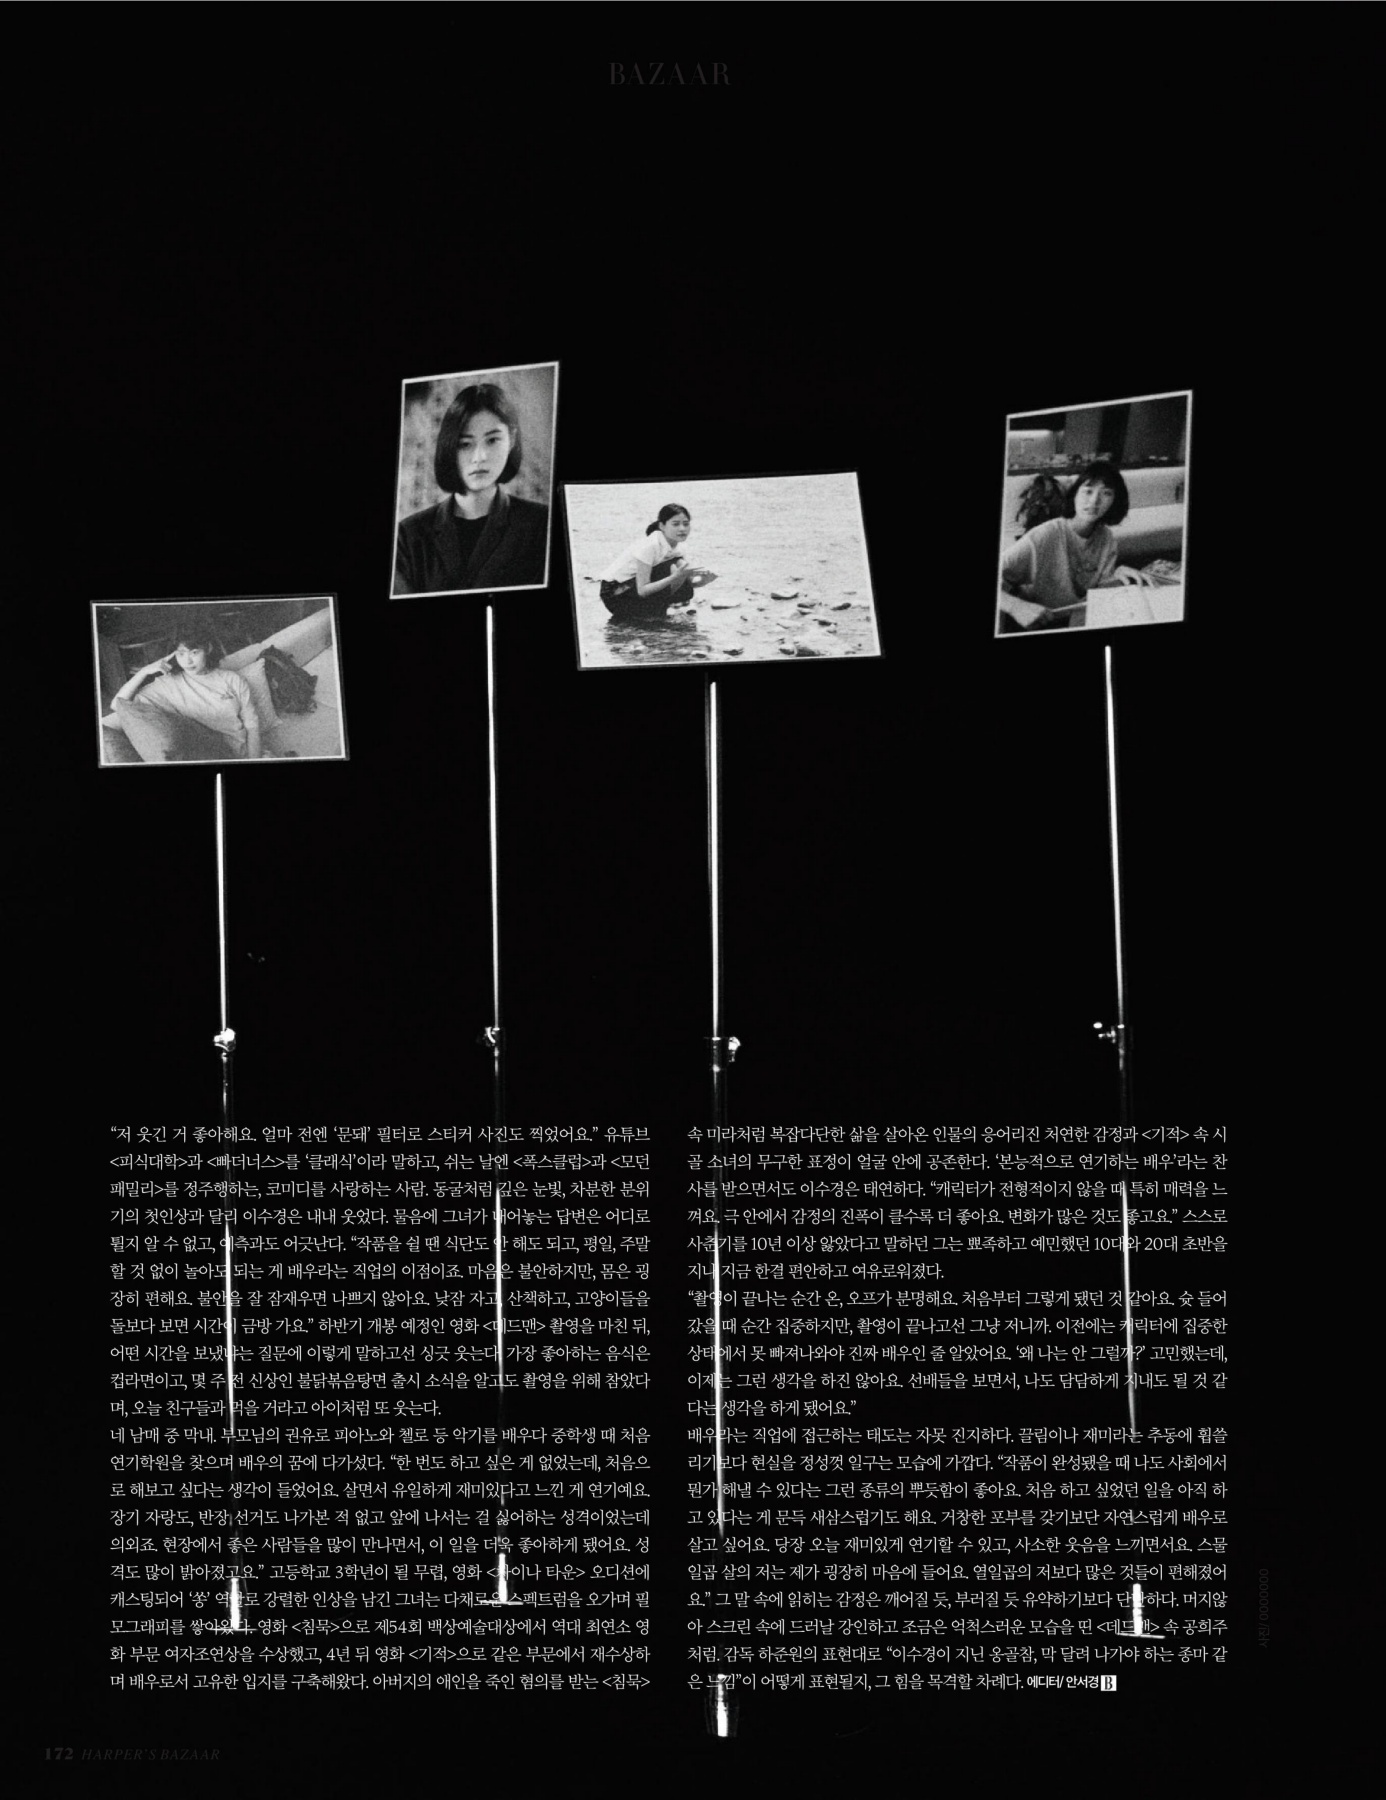 BAZAAR
“저 웃긴 거 좋아해요. 얼마 전엔 ‘문돼’ 필터로 스티커 사진도 찍었어요.” 유튜브
<피식대학>과 <빠더너스>를 ‘클래식’이라 말하고, 쉬는 날엔 <폭스클럽>과 <모던
패밀리>를 정주행하는, 코미디를 사랑하는 사람. 동굴처럼 깊은 눈빛, 차분한 분위
기의 첫인상과 달리 이수경은 내내 웃었다. 물음에 그녀가 내어놓는 답변은 어디로
튈지 알 수 없고, 예측과도 어긋난다. “작품을 쉴 땐 식단도 안 해도 되고, 평일, 주말
할 것 없이 놀아도 되는 게 배우라는 직업의 이점이죠. 마음은 불안하지만, 몸은 굉
장히 편해요. 불안을 잘 잠재우면 나쁘지 않아요. 낮잠 자고, 산책하고, 고양이들을
돌보다 보면 시간이 금방 가요.” 하반기 개봉 예정인 영화 <데드맨> 촬영을 마친 뒤,
어떤 시간을 보냈냐는 질문에 이렇게 말하고선 싱긋 웃는다. 가장 좋아하는 음식은
컵라면이고, 몇 주 전 신상인 불닭볶음탕면 출시 소식을 알고도 촬영을 위해 참았다
며, 오늘 친구들과 먹을 거라고 아이처럼 또 웃는다.
네 남매 중 막내. 부모님의 권유로 피아노와 첼로 등 악기를 배우다 중학생 때 처음
연기학원을 찾으며 배우의 꿈에 다가섰다. “한 번도 하고 싶은 게 없었는데, 처음으
로 해보고 싶다는 생각이 들었어요. 살면서 유일하게 재미있다고 느낀 게 연기예요.
장기 자랑도, 반장 선거도 나가본 적 없고 앞에 나서는 걸 싫어하는 성격이었는데
의외죠. 현장에서 좋은 사람들을 많이 만나면서, 이 일을 더욱 좋아하게 됐어요. 성
격도 많이 밝아졌고요.” 고등학교 3학년이 될 무렵, 영화 <차이나 타운> 오디션에
캐스팅되어 ‘쏭’ 역할로 강렬한 인상을 남긴 그녀는 다채로운 스펙트럼을 오가며 필
모그래피를 쌓아왔다. 영화 <침묵>으로 제54회 백상예술대상에서 역대 최연소 영
화 부문 여자조연상을 수상했고, 4년 뒤 영화 <기적>으로 같은 부문에서 재수상하
며 배우로서 고유한 입지를 구축해왔다. 아버지의 애인을 죽인 혐의를 받는 <침묵>
속 미라처럼 복잡다단한 삶을 살아온 인물의 응어리진 처연한 감정과 <기적> 속 시
골 소녀의 무구한 표정이 얼굴 안에 공존한다. ‘본능적으로 연기하는 배우’라는 찬
사를 받으면서도 이수경은 태연하다. “캐릭터가 전형적이지 않을 때 특히 매력을 느
껴요. 극 안에서 감정의 진폭이 클수록 더 좋아요. 변화가 많은 것도 좋고요.” 스스로
사춘기를 10년 이상 앓았다고 말하던 그는 뾰족하고 예민했던 10대와 20대 초반을
지나 지금 한결 편안하고 여유로워졌다.
“촬영이 끝나는 순간 온, 오프가 분명해요. 처음부터 그렇게 됐던 것 같아요. 슛 들어
갔을 때 순간 집중하지만, 촬영이 끝나고선 그냥 저니까. 이전에는 캐릭터에 집중한
상태에서 못 빠져나와야 진짜 배우인 줄 알았어요. ‘왜 나는 안 그럴까?’ 고민했는데,
이제는 그런 생각을 하진 않아요. 선배들을 보면서, 나도 담담하게 지내도 될 것 같
다는 생각을 하게 됐어요.”
배우라는 직업에 접근하는 태도는 자못 진지하다. 끌림이나 재미라는 추동에 휩쓸
리기보다 현실을 정성껏 일구는 모습에 가깝다. “작품이 완성됐을 때 나도 사회에서
뭔가 해낼 수 있다는 그런 종류의 뿌듯함이 좋아요. 처음 하고 싶었던 일을 아직 하
고 있다는 게 문득 새삼스럽기도 해요. 거창한 포부를 갖기보단 자연스럽게 배우로
살고 싶어요. 당장 오늘 재미있게 연기할 수 있고, 사소한 웃음을 느끼면서요. 스물
일곱 살의 저는 제가 굉장히 마음에 들어요. 열일곱의 저보다 많은 것들이 편해졌어
요.” 그 말 속에 읽히는 감정은 깨어질 듯, 부러질 듯 유약하기보다 단단하다. 머지않
아 스크린 속에 드러날 강인하고 조금은 억척스러운 모습을 띤 <데드맨> 속 공희주
처럼. 감독 하준원의 표현대로 “이수경이 지닌 옹골참, 막 달려 나가야 하는 종마 같
은 느낌”이 어떻게 표현될지, 그 힘을 목격할 차례다. 에디터/ 안서경 B
사진/ 0000000
172 HARPER'S BAZAAR